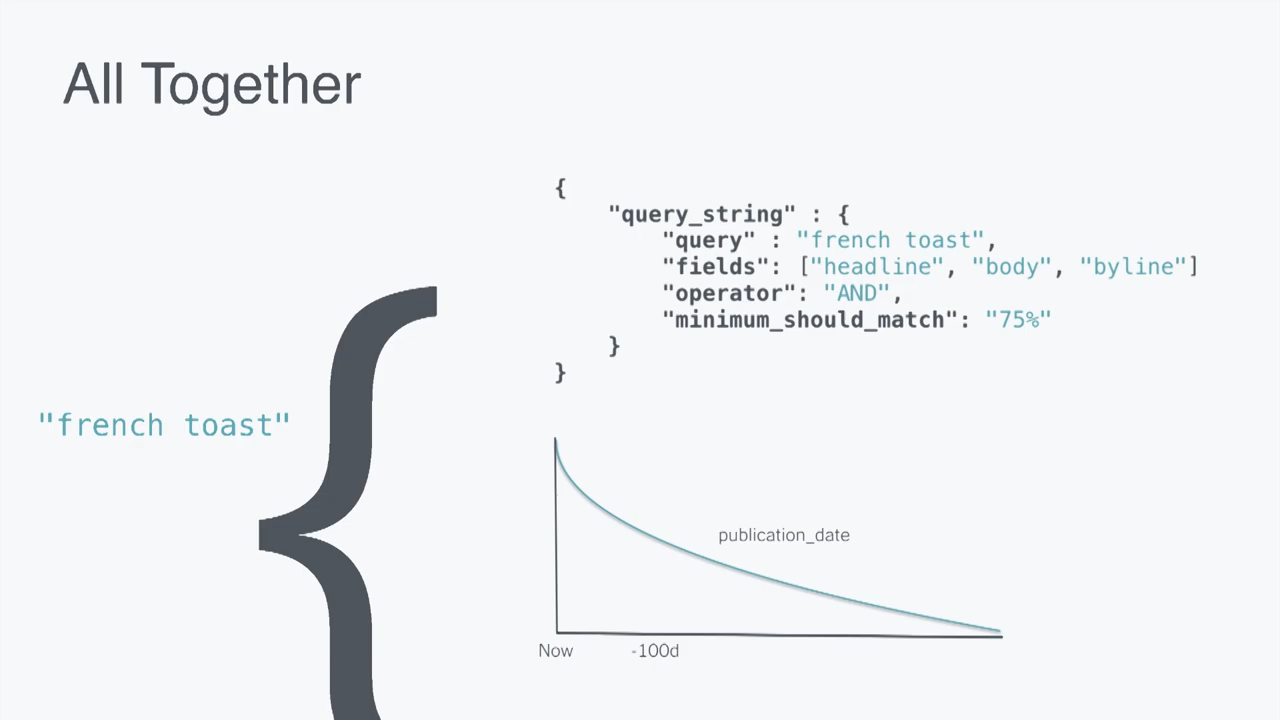 All Together
{
"query_string" : {
"query" : "french toast",
"fields": ["headline", "body", "byline"]
"operator": "AND",
"minimum_should_match": "75%"
}
}
"french toast"
{
publication_date
Now -100d